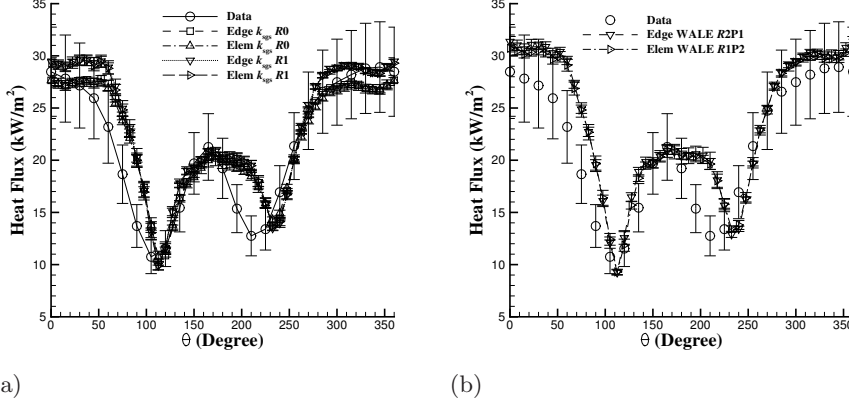 Heat Flux (kW/m²)
35
30
25
20
15
10
5
0 50 100 150 200 250 300 350
θ (Degree)
Data
Edge k_sgs R0
Elem k_sgs R0
Edge k_sgs R1
Elem k_sgs R1
a)
Heat Flux (kW/m²)
35
30
25
20
15
10
5
0 50 100 150 200 250 300 350
θ (Degree)
Data
Edge WALE R2P1
Elem WALE R1P2
(b)